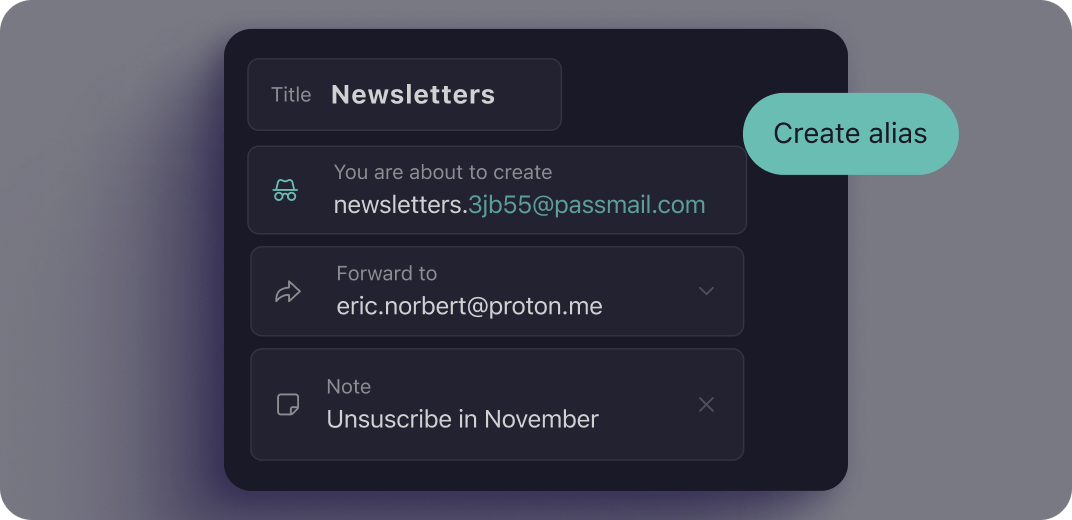 Title Newsletters
Create alias
You are about to create
newsletters.3jb55@passmail.com
Forward to
eric.norbert@proton.me
Note
Unsuscribe in November